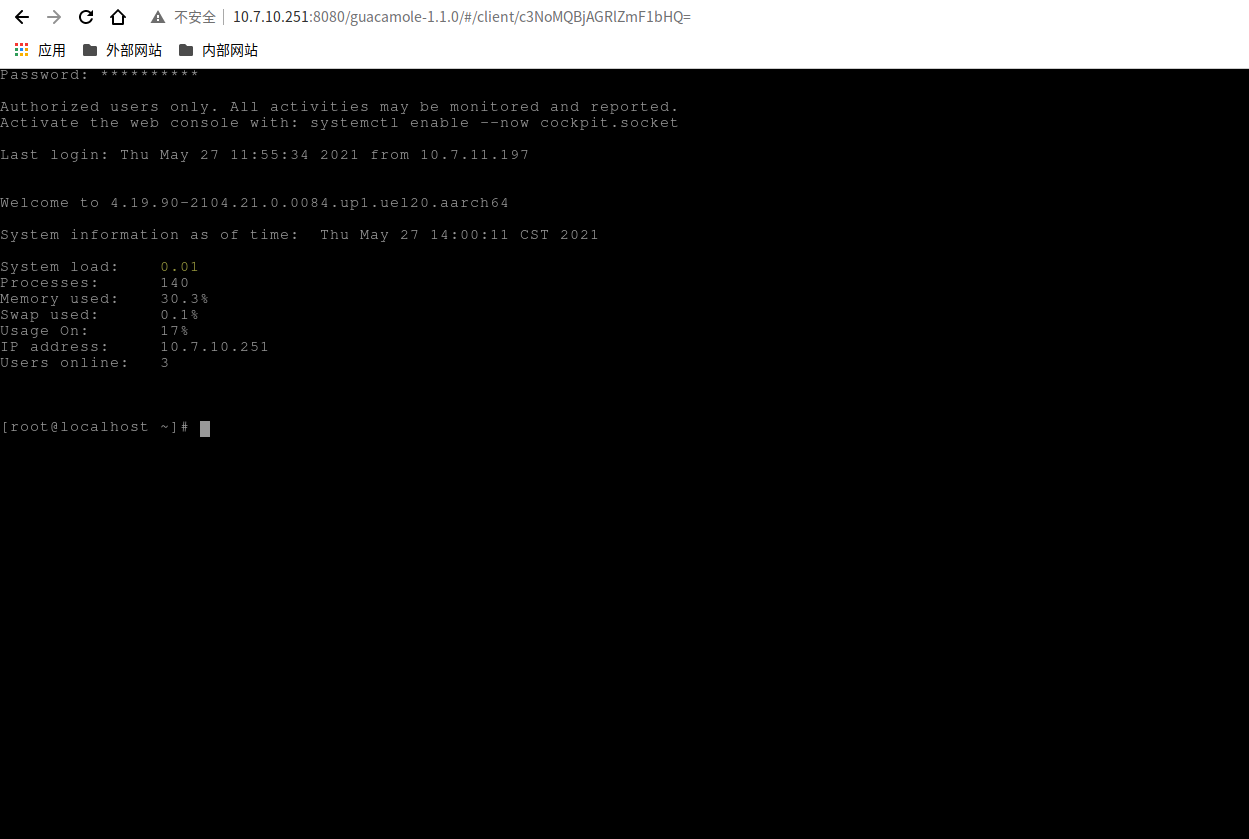 不安全 10.7.10.251:8080/guacamole-1.1.0/#/client/c3NoMQBjAGRlZmF1bHQ=
应用 外部网站 内部网站
Password: **********
Authorized users only. All activities may be monitored and reported.
Activate the web console with: systemctl enable --now cockpit.socket
Last login: Thu May 27 11:55:34 2021 from 10.7.11.197
Welcome to 4.19.90-2104.21.0.0084.up1.uel20.aarch64
System information as of time:  Thu May 27 14:00:11 CST 2021
System load:    0.01
Processes:      140
Memory used:    30.3%
Swap used:      0.1%
Usage On:       17%
IP address:     10.7.10.251
Users online:   3
[root@localhost ~]#